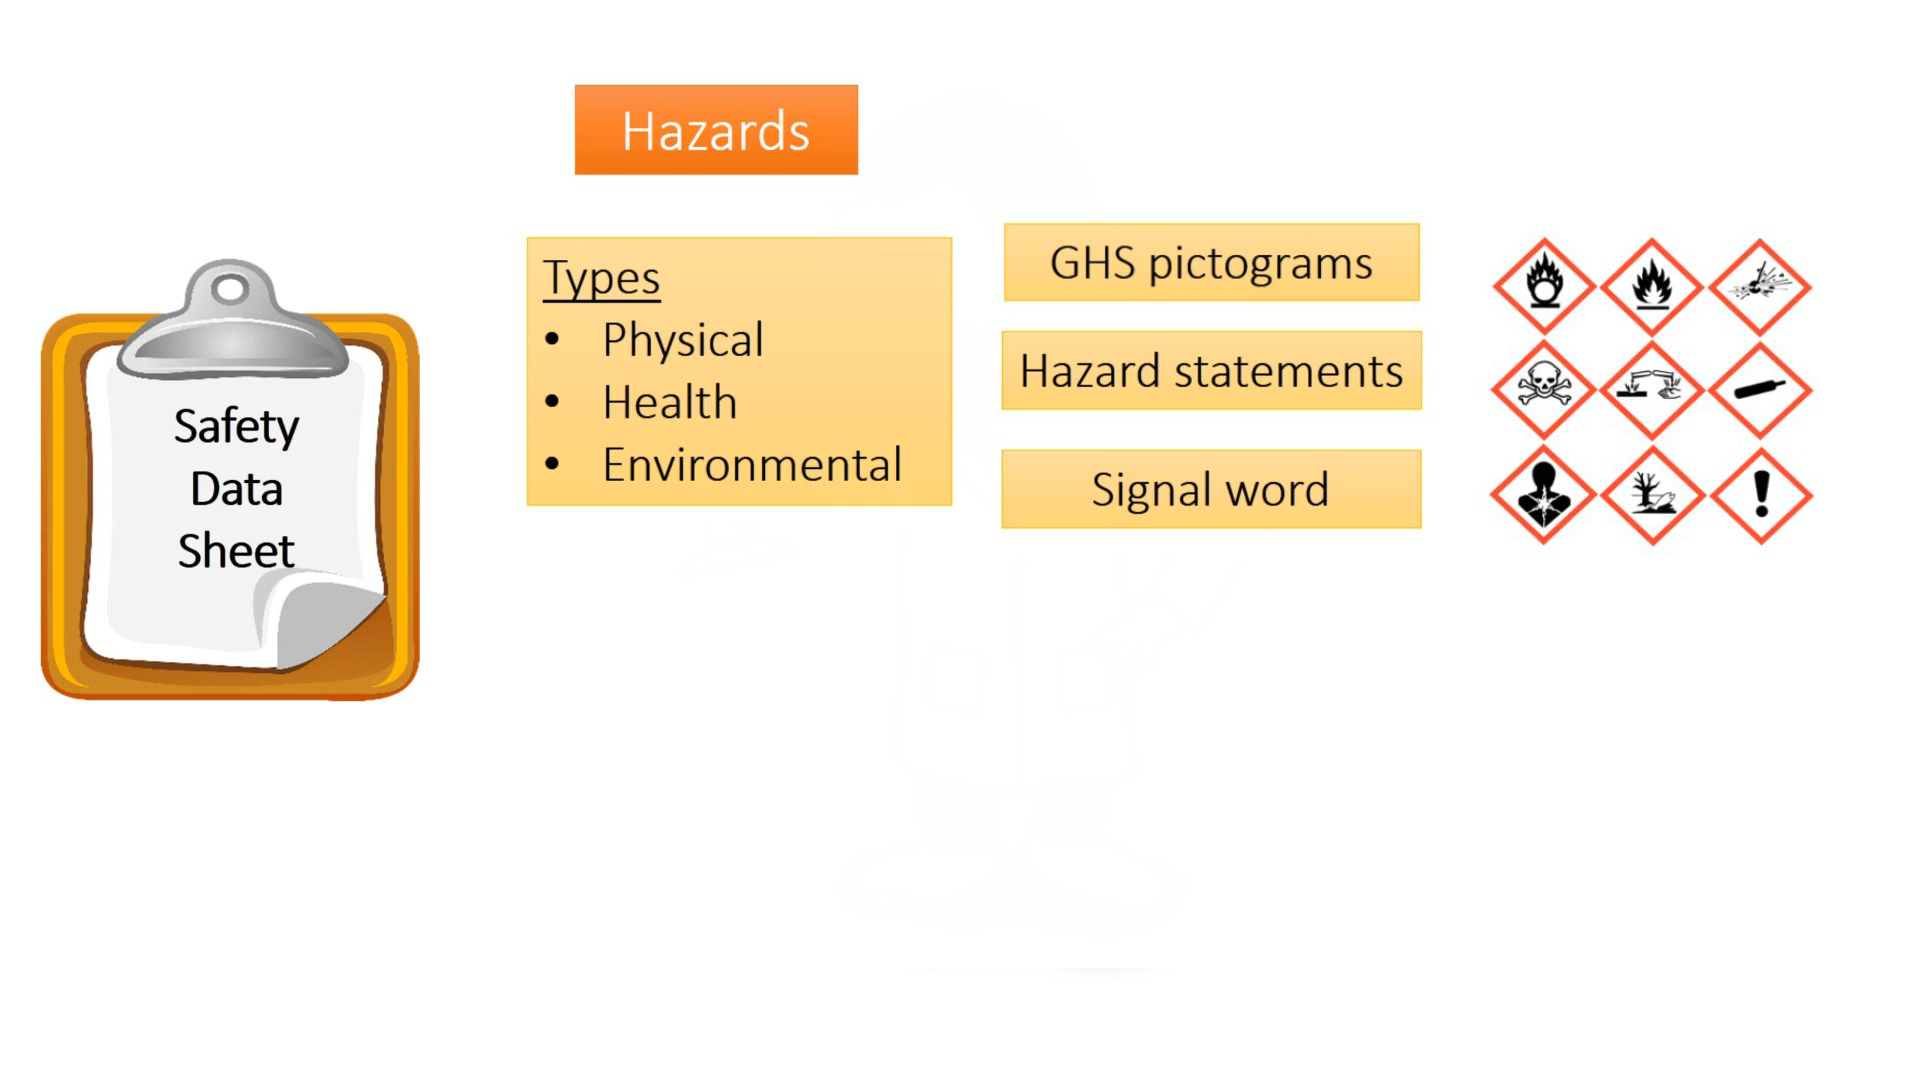 Hazards
Safety
Data
Sheet
Types
• Physical
• Health
• Environmental
GHS pictograms
Hazard statements
Signal word